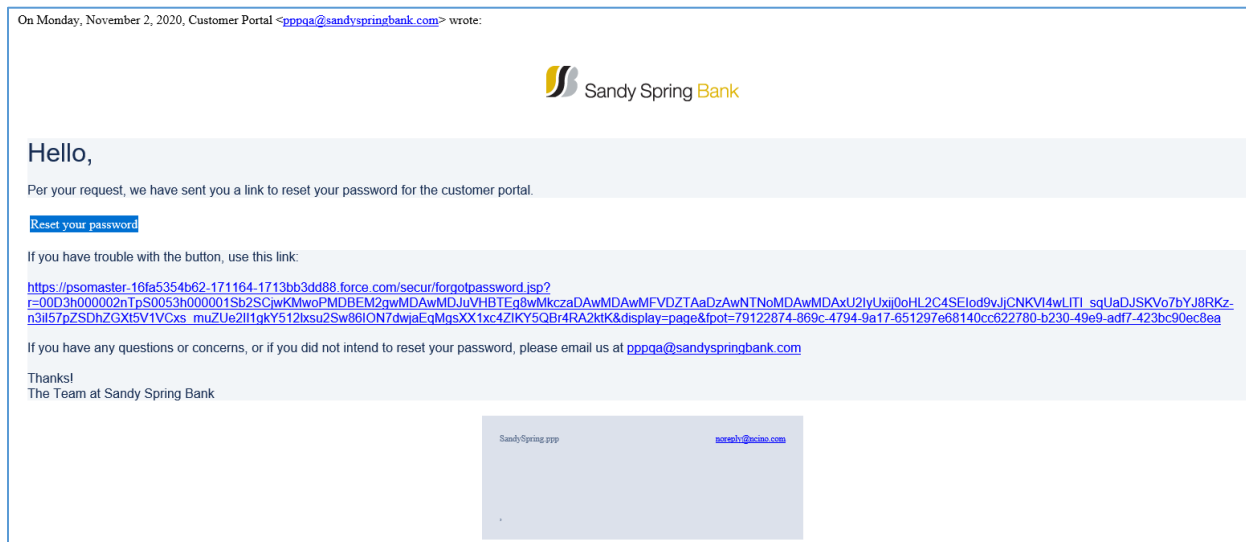 On Monday, November 2, 2020, Customer Portal <pppqa@sandyspringbank.com> wrote:
Sandy Spring Bank
Hello,
Per your request, we have sent you a link to reset your password for the customer portal.
Reset your password
If you have trouble with the button, use this link:
https://psomaster-16fa5354b62-171164-1713bb3dd88.force.com/secur/forgotpassword.jsp?
r=00D3h000002nTpS0053h000001Sb2SCjwKMwoPMDBEM2gwMDAwMDJuVHBTEg8wMkczaDAwMDAwMFVDZTAaDzAwNTNoMDAwMDAxU2IyUxij0oHL2C4SEIod9vJjCNKVI4wLITI_sqUaDJSKVo7bYJ8RKz-
n3iI57pZSDhZGXt5V1VCxs_muZUe2lI1gkY512lxsu2Sw86ION7dwjaEqMgsXX1xc4ZIKY5QBr4RA2ktK&display=page&fpot=79122874-869c-4794-9a17-651297e68140cc622780-b230-49e9-adf7-423bc90ec8ea
If you have any questions or concerns, or if you did not intend to reset your password, please email us at pppqa@sandyspringbank.com
Thanks!
The Team at Sandy Spring Bank
SandySpring.ppp noreply@ncino.com
,